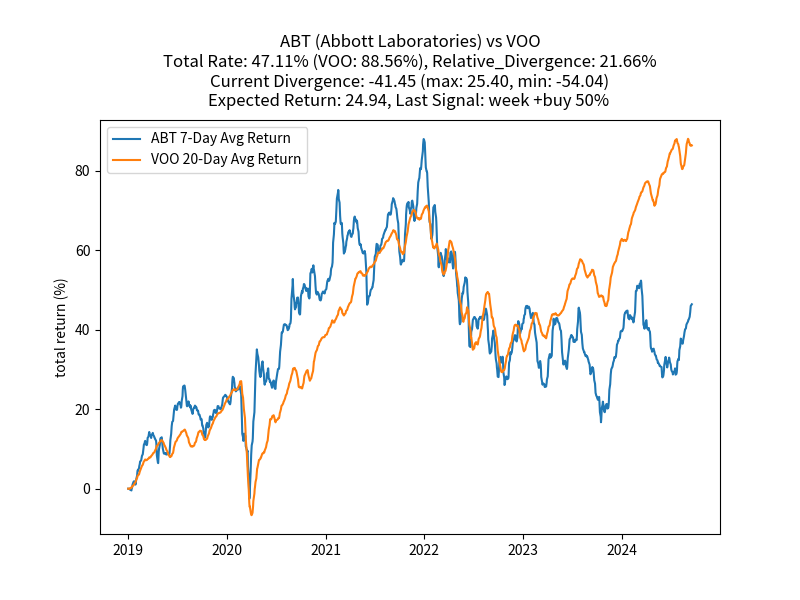 ABT (Abbott Laboratories) vs VOO
Total Rate: 47.11% (VOO: 88.56%), Relative_Divergence: 21.66%
Current Divergence: -41.45 (max: 25.40, min: -54.04)
Expected Return: 24.94, Last Signal: week +buy 50%
ABT 7-Day Avg Return
VOO 20-Day Avg Return
total return (%)
80
60
40
20
0
2019 2020 2021 2022 2023 2024